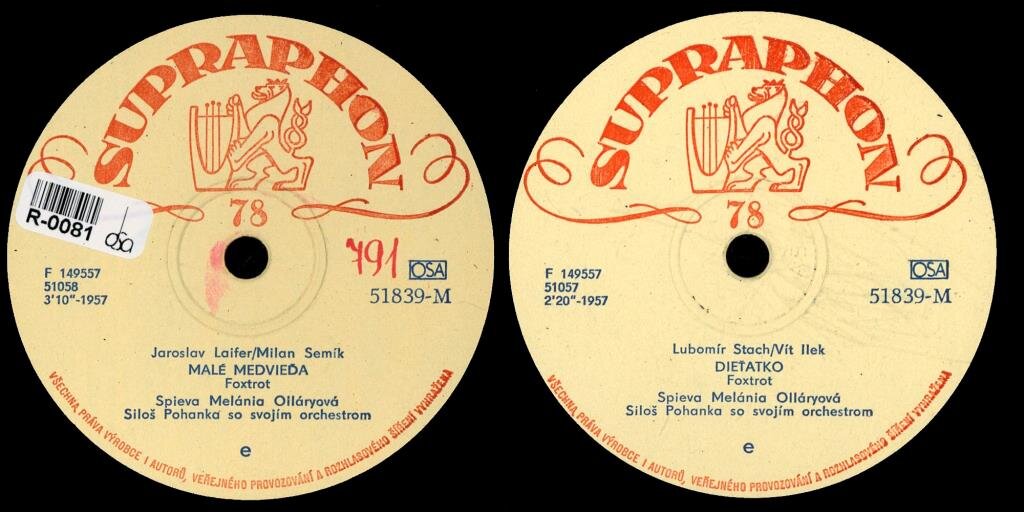 SUPRAPHON
78
R-0081
osa
791
OSA
F 149557
51058
3'10"-1957
51839-M
Jaroslav Laifer/Milan Semík
MALÉ MEDVIEĎA
Foxtrot
Spieva Melánia Olláryová
Siloš Pohanka so svojím orchestrom
e
VŠECHNA PRÁVA VÝROBCE I AUTORŮ, VEŘEJNÉHO PROVOZOVÁNÍ A ROZHLASOVÉHO ŠÍŘENÍ VYHRAŽENA
SUPRAPHON
78
OSA
F 149557
51057
2'20"-1957
51839-M
Lubomír Stach/Vít Ilek
DIEŤATKO
Foxtrot
Spieva Melánia Olláryová
Siloš Pohanka so svojím orchestrom
e
VŠECHNA PRÁVA VÝROBCE I AUTORŮ, VEŘEJNÉHO PROVOZOVÁNÍ A ROZHLASOVÉHO ŠÍŘENÍ VYHRAŽENA